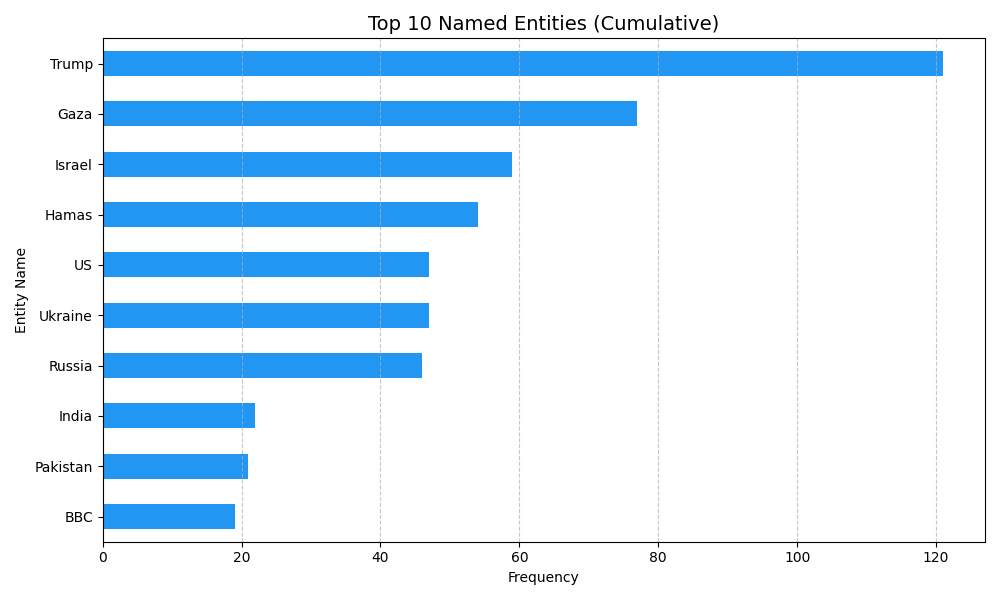 Top 10 Named Entities (Cumulative)
Entity Name
Trump
Gaza
Israel
Hamas
US
Ukraine
Russia
India
Pakistan
BBC
0 20 40 60 80 100 120
Frequency